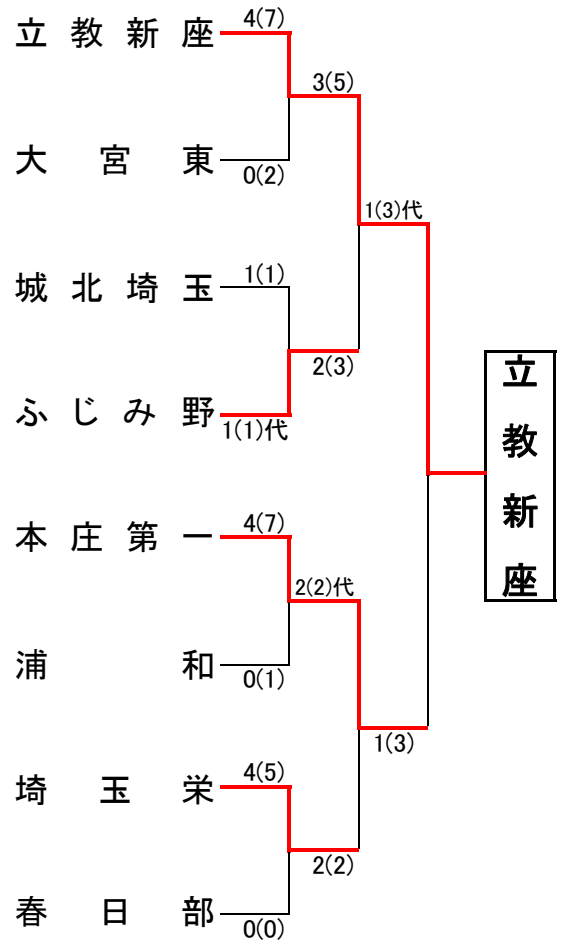 立教新座
4(7)
3(5)
大宮東
0(2)
1(3)代
城北埼玉
1(1)
2(3)
ふじみ野
1(1)代
立教新座
本庄第一
4(7)
2(2)代
浦和
0(1)
1(3)
埼玉栄
4(5)
2(2)
春日部
0(0)